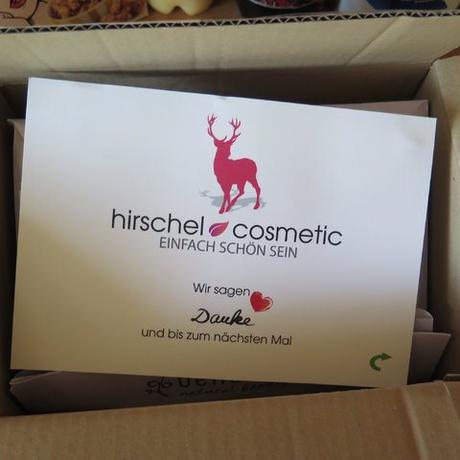 hirschel cosmetic
EINFACH SCHÖN SEIN
Wir sagen
Danke
und bis zum nächsten Mal